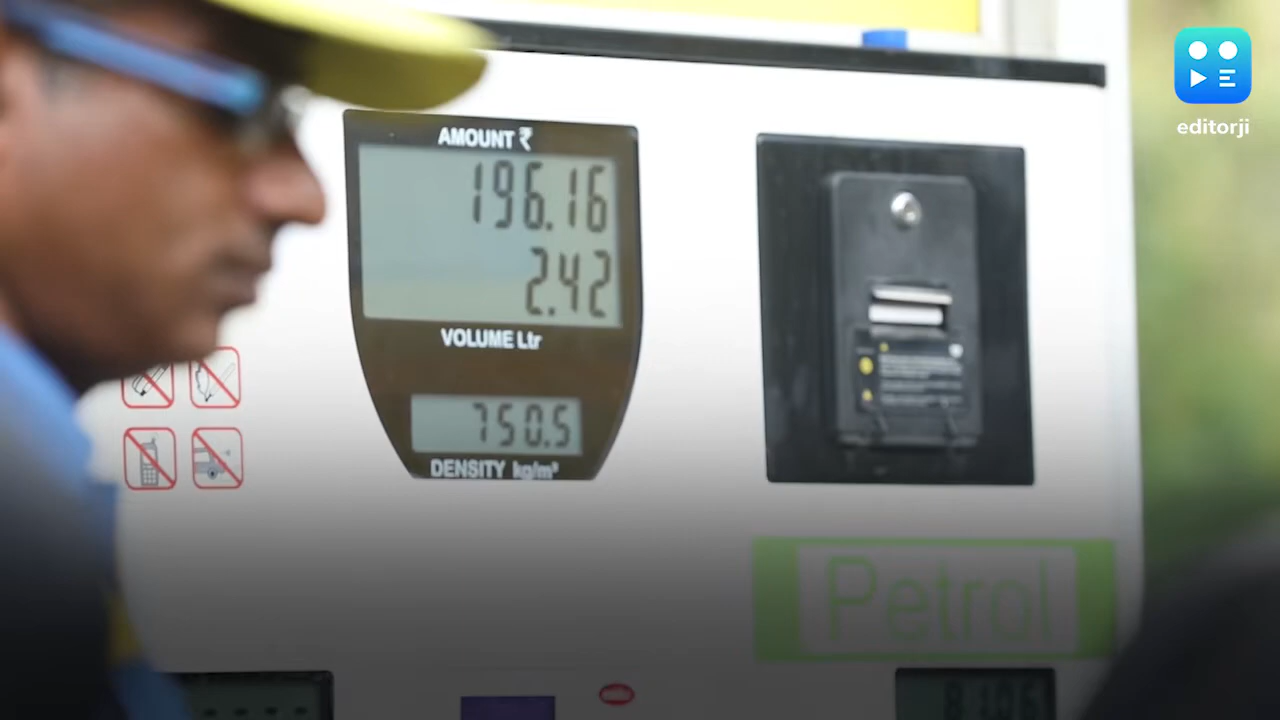 editorji
AMOUNT ₹
196.16
2.42
VOLUME Ltr
750.5
DENSITY kg/m³
Petrol